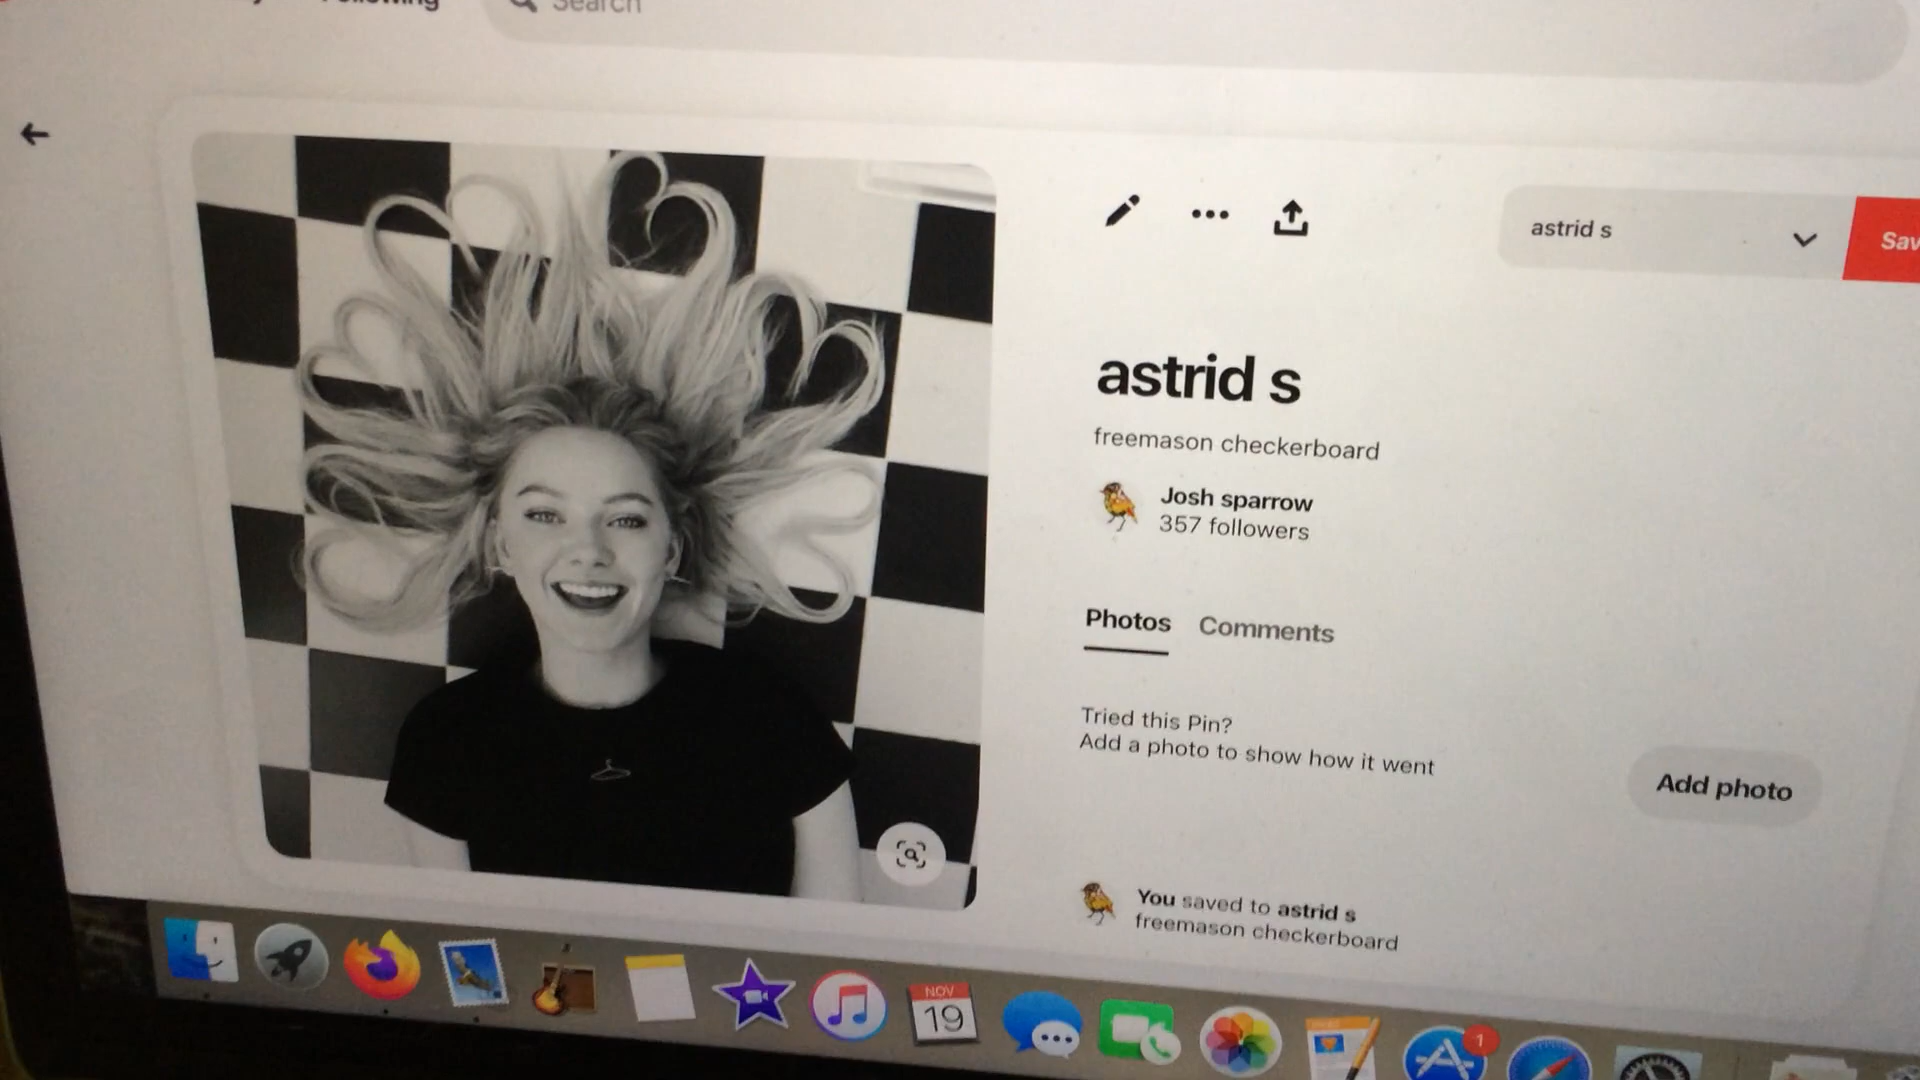 Following
Search
astrid s
astrid s
freemason checkerboard
Josh sparrow
357 followers
Photos Comments
Tried this Pin?
Add a photo to show how it went
Add photo
You saved to astrid s
freemason checkerboard
NOV
19
1